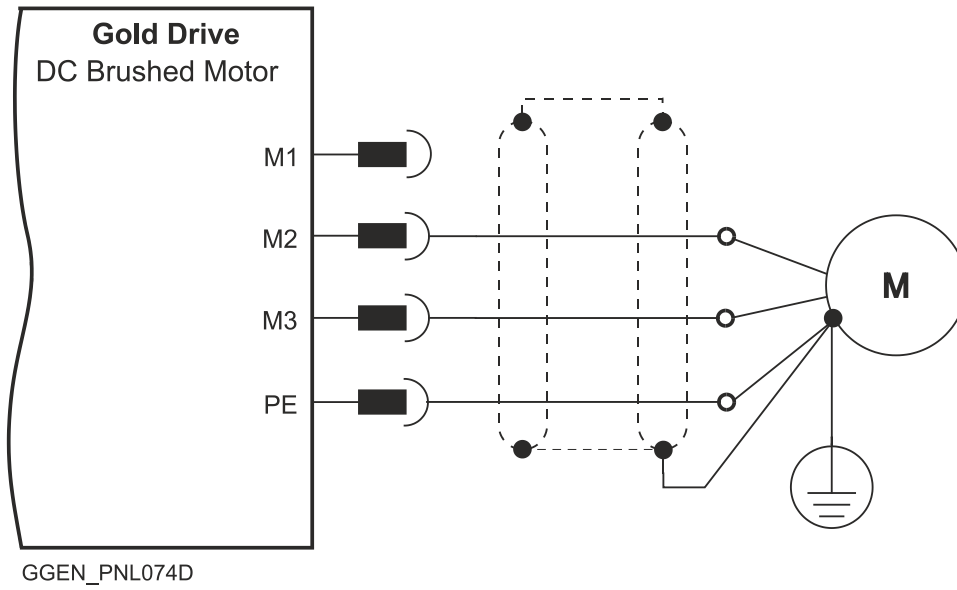 Gold Drive
DC Brushed Motor
M1
M2
M3
PE
M
GGEN_PNL074D